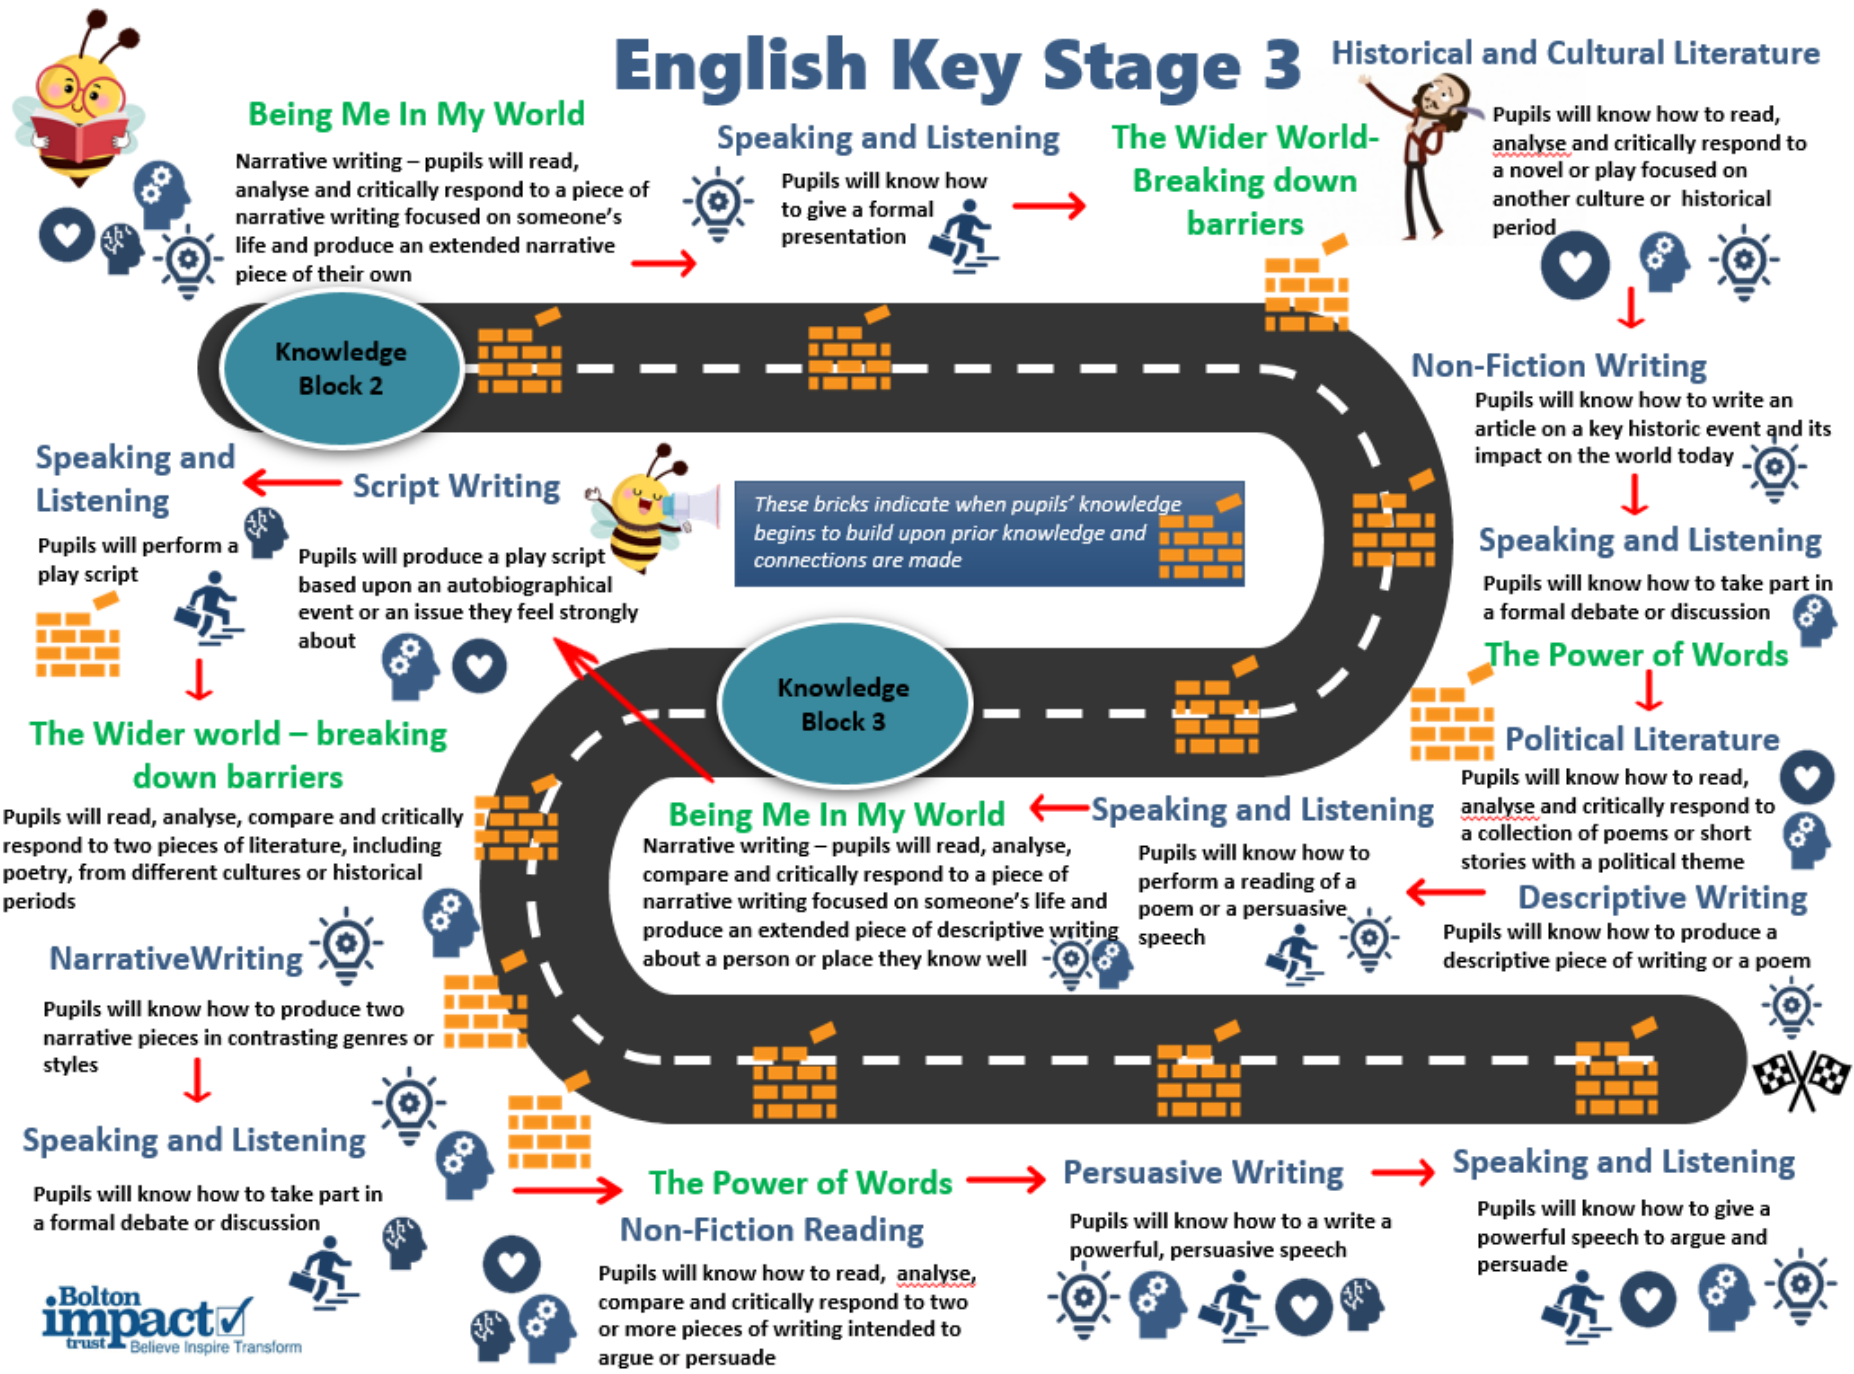 English Key Stage 3
Being Me In My World
Narrative writing – pupils will read,
analyse and critically respond to a piece of
narrative writing focused on someone's
life and produce an extended narrative
piece of their own
Speaking and Listening
Pupils will know how
to give a formal
presentation
The Wider World-
Breaking down
barriers
Historical and Cultural Literature
Pupils will know how to read,
analyse and critically respond to
a novel or play focused on
another culture or historical
period
Knowledge
Block 2
Non-Fiction Writing
Pupils will know how to write an
article on a key historic event and its
impact on the world today
Speaking and Listening
Pupils will know how to take part in
a formal debate or discussion
The Power of Words
Political Literature
Pupils will know how to read,
analyse and critically respond to
a collection of poems or short
stories with a political theme
Descriptive Writing
Pupils will know how to produce a
descriptive piece of writing or a poem
Speaking and Listening
Pupils will know how to
perform a reading of a
poem or a persuasive
speech
These bricks indicate when pupils' knowledge
begins to build upon prior knowledge and
connections are made
Knowledge
Block 3
Being Me In My World
Narrative writing – pupils will read, analyse,
compare and critically respond to a piece of
narrative writing focused on someone's life and
produce an extended piece of descriptive writing
about a person or place they know well
Script Writing
Pupils will produce a play script
based upon an autobiographical
event or an issue they feel strongly
about
Speaking and
Listening
Pupils will perform a
play script
The Wider world – breaking
down barriers
Pupils will read, analyse, compare and critically
respond to two pieces of literature, including
poetry, from different cultures or historical
periods
NarrativeWriting
Pupils will know how to produce two
narrative pieces in contrasting genres or
styles
Speaking and Listening
Pupils will know how to take part in
a formal debate or discussion
The Power of Words
Non-Fiction Reading
Pupils will know how to read, analyse,
compare and critically respond to two
or more pieces of writing intended to
argue or persuade
Persuasive Writing
Pupils will know how to a write a
powerful, persuasive speech
Speaking and Listening
Pupils will know how to give a
powerful speech to argue and
persuade
Bolton
impact
trust Believe Inspire Transform